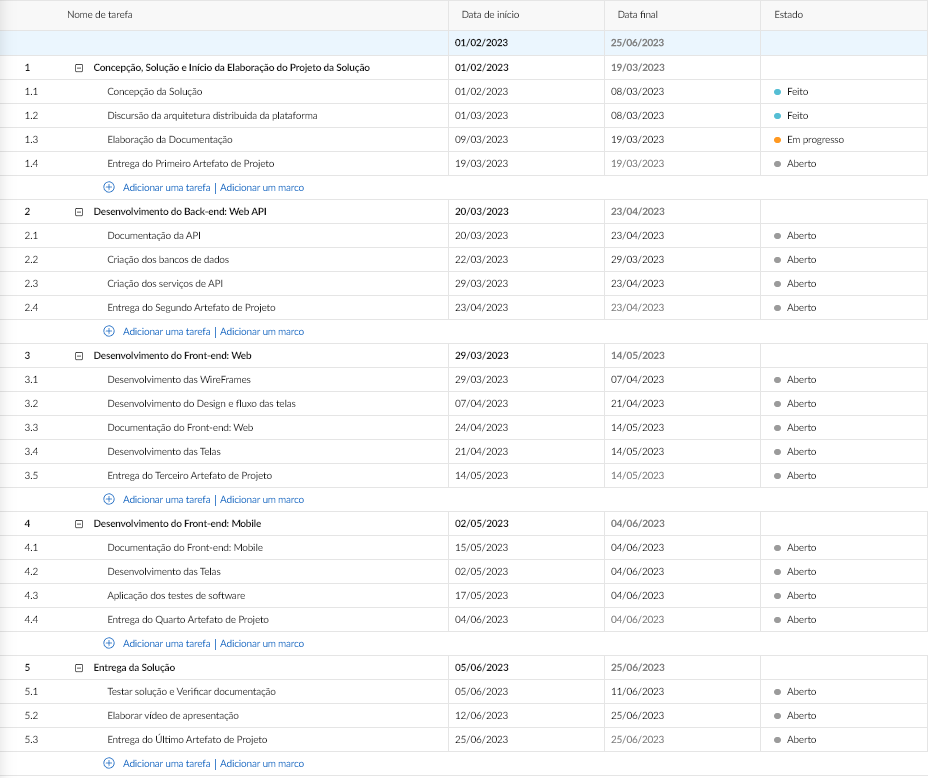 Nome de tarefa Data de início Data final Estado
01/02/2023 25/06/2023
1 Concepção, Solução e Início da Elaboração do Projeto da Solução 01/02/2023 19/03/2023
1.1 Concepção da Solução 01/02/2023 08/03/2023 Feito
1.2 Discursão da arquitetura distribuida da plataforma 01/03/2023 08/03/2023 Feito
1.3 Elaboração da Documentação 09/03/2023 19/03/2023 Em progresso
1.4 Entrega do Primeiro Artefato de Projeto 19/03/2023 19/03/2023 Aberto
Adicionar uma tarefa | Adicionar um marco
2 Desenvolvimento do Back-end: Web API 20/03/2023 23/04/2023
2.1 Documentação da API 20/03/2023 23/04/2023 Aberto
2.2 Criação dos bancos de dados 22/03/2023 29/03/2023 Aberto
2.3 Criação dos serviços de API 29/03/2023 23/04/2023 Aberto
2.4 Entrega do Segundo Artefato de Projeto 23/04/2023 23/04/2023 Aberto
Adicionar uma tarefa | Adicionar um marco
3 Desenvolvimento do Front-end: Web 29/03/2023 14/05/2023
3.1 Desenvolvimento das WireFrames 29/03/2023 07/04/2023 Aberto
3.2 Desenvolvimento do Design e fluxo das telas 07/04/2023 21/04/2023 Aberto
3.3 Documentação do Front-end: Web 24/04/2023 14/05/2023 Aberto
3.4 Desenvolvimento das Telas 21/04/2023 14/05/2023 Aberto
3.5 Entrega do Terceiro Artefato de Projeto 14/05/2023 14/05/2023 Aberto
Adicionar uma tarefa | Adicionar um marco
4 Desenvolvimento do Front-end: Mobile 02/05/2023 04/06/2023
4.1 Documentação do Front-end: Mobile 15/05/2023 04/06/2023 Aberto
4.2 Desenvolvimento das Telas 02/05/2023 04/06/2023 Aberto
4.3 Aplicação dos testes de software 17/05/2023 04/06/2023 Aberto
4.4 Entrega do Quarto Artefato de Projeto 04/06/2023 04/06/2023 Aberto
Adicionar uma tarefa | Adicionar um marco
5 Entrega da Solução 05/06/2023 25/06/2023
5.1 Testar solução e Verificar documentação 05/06/2023 11/06/2023 Aberto
5.2 Elaborar vídeo de apresentação 12/06/2023 25/06/2023 Aberto
5.3 Entrega do Último Artefato de Projeto 25/06/2023 25/06/2023 Aberto
Adicionar uma tarefa | Adicionar um marco